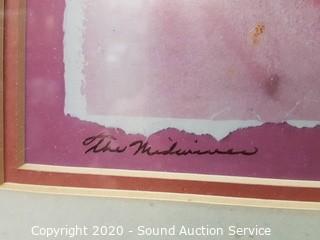 The Midwives
Copyright © 2020 - Sound Auction Service